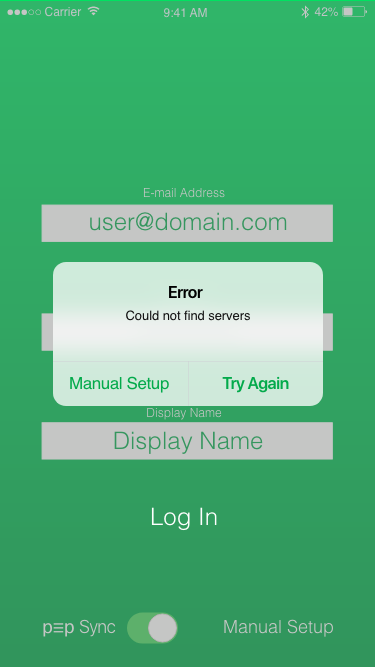 Carrier 9:41 AM 42%
E-mail Address
user@domain.com
Error
Could not find servers
Manual Setup Try Again
Display Name
Display Name
Log In
p≡p Sync Manual Setup